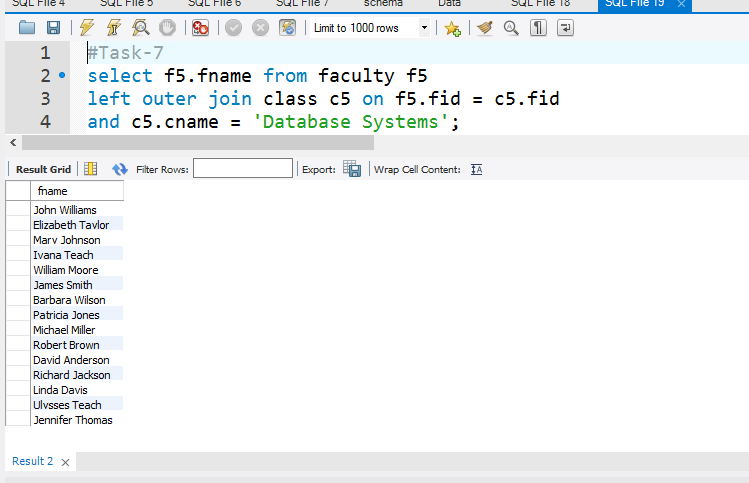 SQL File 4 SQL File 5 SQL File 6 SQL File 7 schema Data SQL File 18 SQL File 19
Limit to 1000 rows
1 #Task-7
2 select f5.fname from faculty f5
3 left outer join class c5 on f5.fid = c5.fid
4 and c5.cname = 'Database Systems';
Result Grid Filter Rows: Export: Wrap Cell Content:
fname
John Williams
Elizabeth Taylor
Mary Johnson
Ivana Teach
William Moore
James Smith
Barbara Wilson
Patricia Jones
Michael Miller
Robert Brown
David Anderson
Richard Jackson
Linda Davis
Ulysses Teach
Jennifer Thomas
Result 2